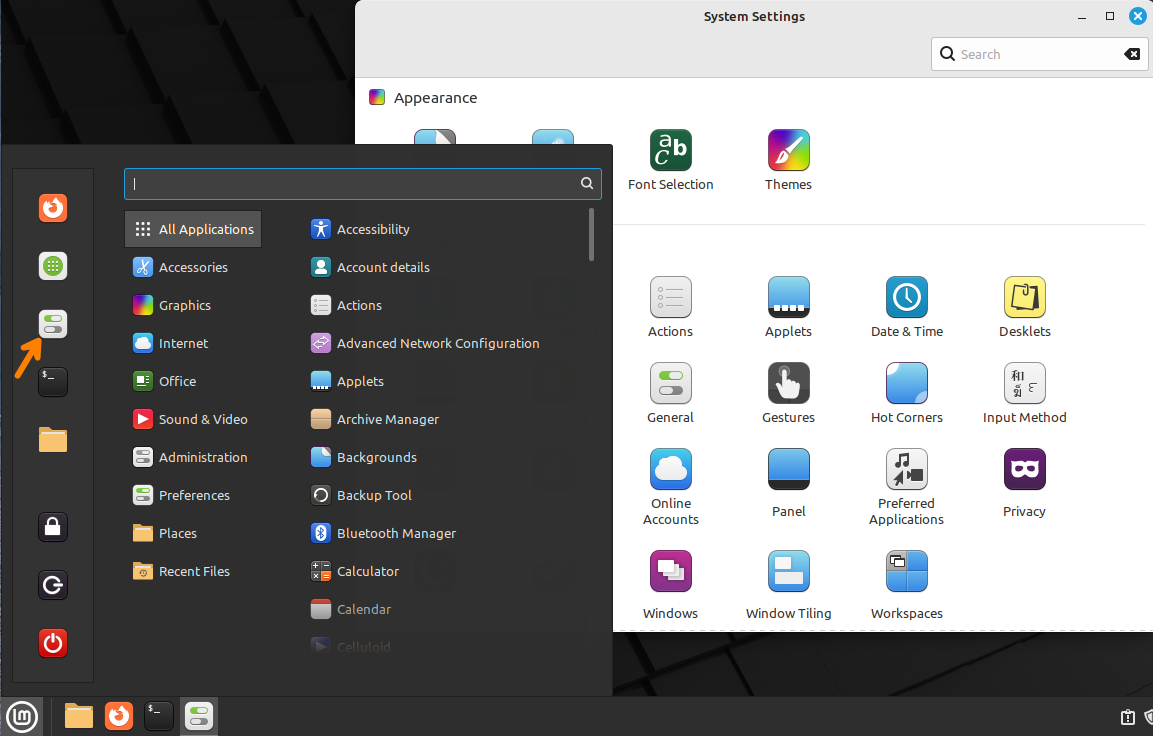 System Settings
Search
Appearance
Font Selection
Themes
All Applications
Accessories
Graphics
Internet
Office
Sound & Video
Administration
Preferences
Places
Recent Files
Accessibility
Account details
Actions
Advanced Network Configuration
Applets
Archive Manager
Backgrounds
Backup Tool
Bluetooth Manager
Calculator
Calendar
Celluloid
Actions
Applets
Date & Time
Desklets
General
Gestures
Hot Corners
Input Method
Online
Accounts
Panel
Preferred
Applications
Privacy
Windows
Window Tiling
Workspaces